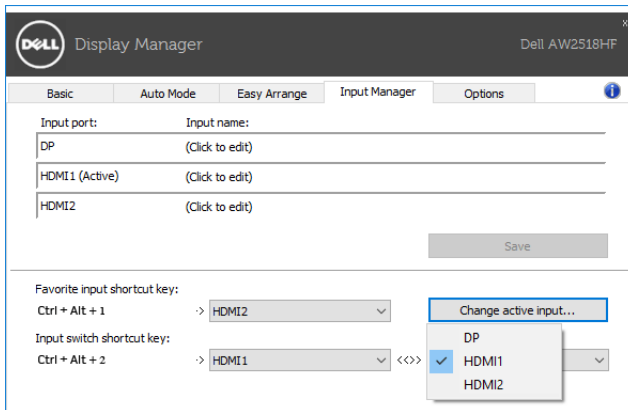 DELL Display Manager Dell AW2518HF x
Basic Auto Mode Easy Arrange Input Manager Options i
Input port: Input name:
DP (Click to edit)
HDMI1 (Active) (Click to edit)
HDMI2 (Click to edit)
Save
Favorite input shortcut key:
Ctrl + Alt + 1 -> HDMI2 Change active input...
Input switch shortcut key:
Ctrl + Alt + 2 -> HDMI1 <<>>
DP
HDMI1
HDMI2